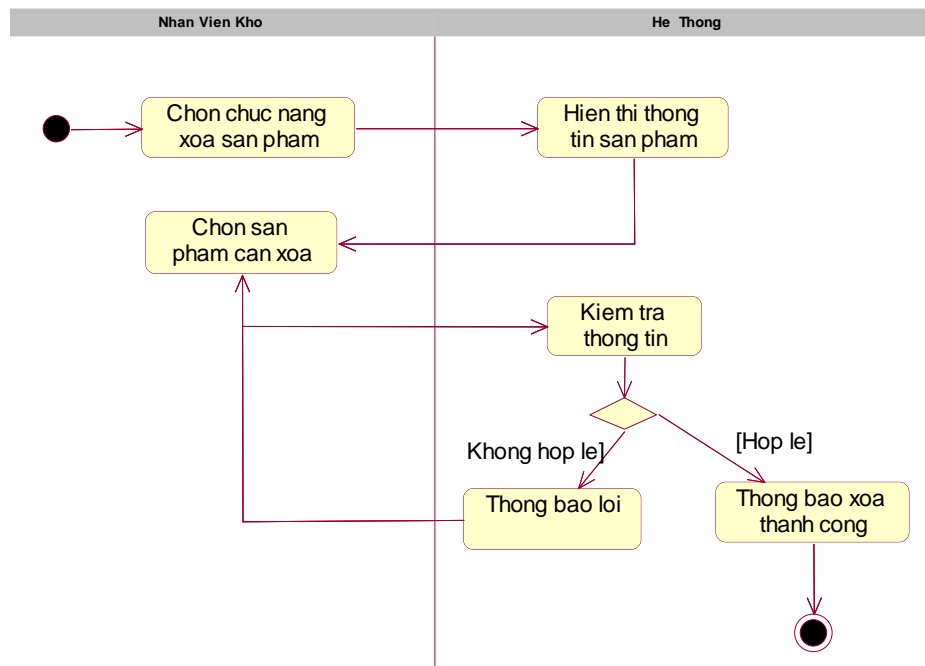 Nhan Vien Kho
He Thong
Chon chuc nang
xoa san pham
Hien thi thong
tin san pham
Chon san
pham can xoa
Kiem tra
thong tin
Khong hop le]
[Hop le]
Thong bao loi
Thong bao xoa
thanh cong